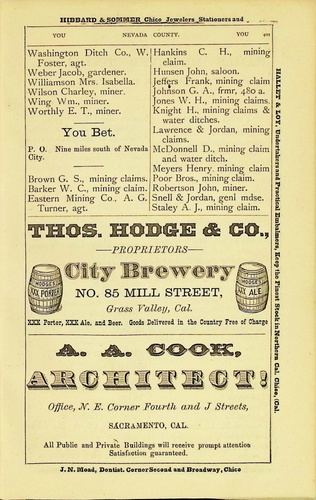 HIBBARD & SOMMER Chico Jewelers Stationers and
YOU NEVADA COUNTY. YOU 401
Washington Ditch Co., W.
Foster, agt.
Weber Jacob, gardener.
Williamson Mrs. Isabella.
Wilson Charley, miner.
Wing Wm., miner.
Worthly E. T., miner.
You Bet.
P. O. Nine miles south of Nevada
City.
Brown G. S., mining claims.
Barker W. C., mining claim.
Eastern Mining Co., A. G.
Turner, agt.
Hankins C. H., mining
claim.
Hunsen John, saloon.
Jeffers Frank, mining claim
Johnson G. A., frmr, 480 a.
Jones W. H., mining claims.
Knight H., mining claims &
water ditches.
Lawrence & Jordan, mining
claims.
McDonnell D., mining claim
and water ditch.
Meyers Henry, mining claim
Poor Bros., mining claim.
Robertson John, miner.
Snell & Jordan, genl mdse.
Staley A. J., mining claim.
THOS. HODGE & CO.,
—PROPRIETORS—
City Brewery
HODGE'S
XXX PORTER
HODGE'S
XXX ALE
NO. 85 MILL STREET,
Grass Valley, Cal.
XXX Porter, XXX Ale, and Beer. Goods Delivered in the Country Free of Charge
A. A. COOK,
ARCHITECT!
Office, N. E. Corner Fourth and J Streets,
SACRAMENTO, CAL.
All Public and Private Buildings will receive prompt attention
Satisfaction guaranteed.
J. N. Mead, Dentist. Corner Second and Broadway, Chico
HALLET & LOY, Undertakers and Practical Embalmers, Keep the Finest Stock in Northern Cal. Chico, Cal.